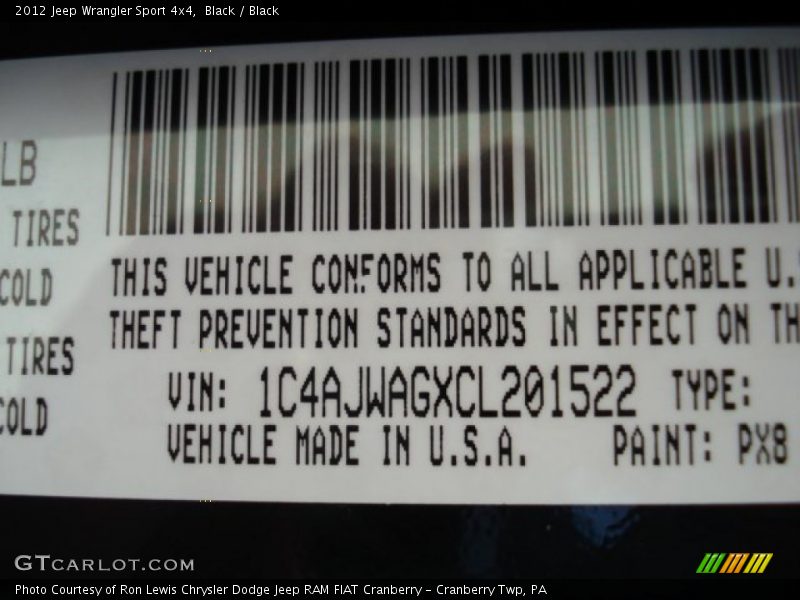 2012 Jeep Wrangler Sport 4x4,  Black / Black
LB
TIRES
COLD
TIRES
COLD
THIS VEHICLE CONFORMS TO ALL APPLICABLE U.
THEFT PREVENTION STANDARDS IN EFFECT ON TH
VIN: 1C4AJWAGXCL201522 TYPE:
VEHICLE MADE IN U.S.A. PAINT: PX8
GTCARLOT.COM
Photo Courtesy of Ron Lewis Chrysler Dodge Jeep RAM FIAT Cranberry - Cranberry Twp, PA